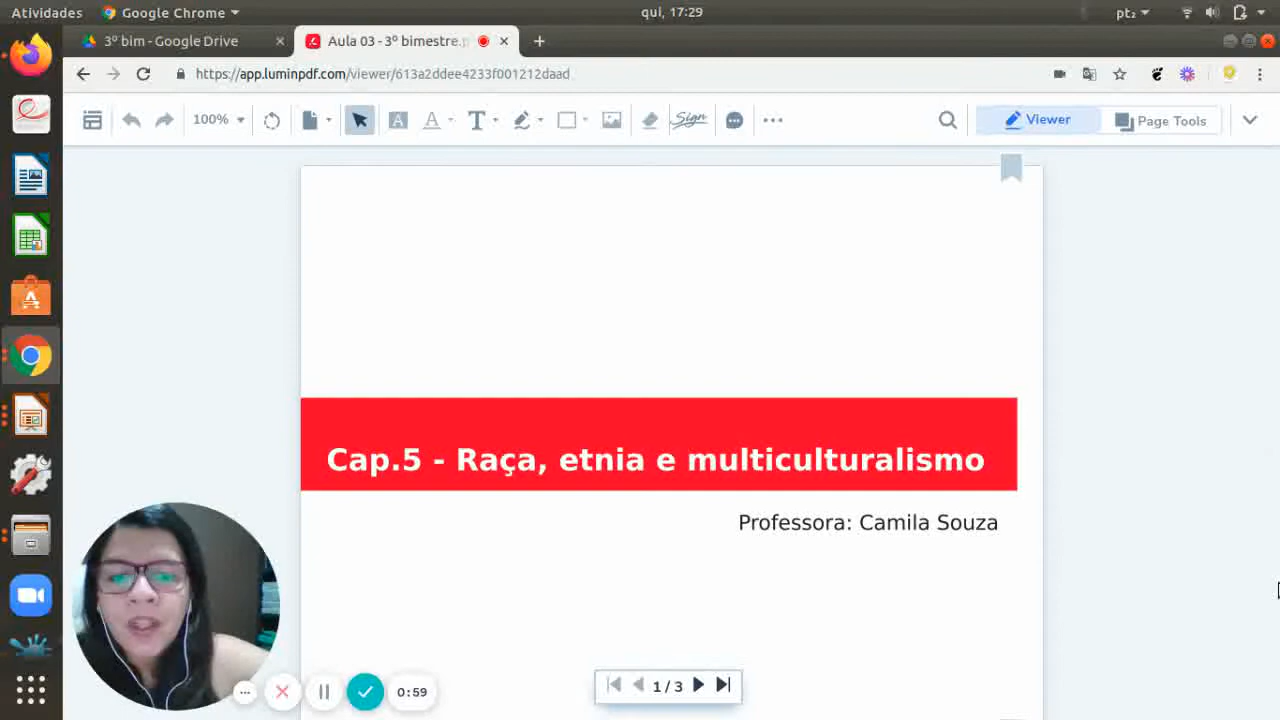 Atividades
Google Chrome
qui, 17:29
pt₂
3º bim - Google Drive
Aula 03 - 3º bimestre.p
https://app.luminpdf.com/viewer/613a2ddee4233f001212daad
100%
A
A
T
Sign
Viewer
Page Tools
Cap.5 - Raça, etnia e multiculturalismo
Professora: Camila Souza
0:59
1 / 3